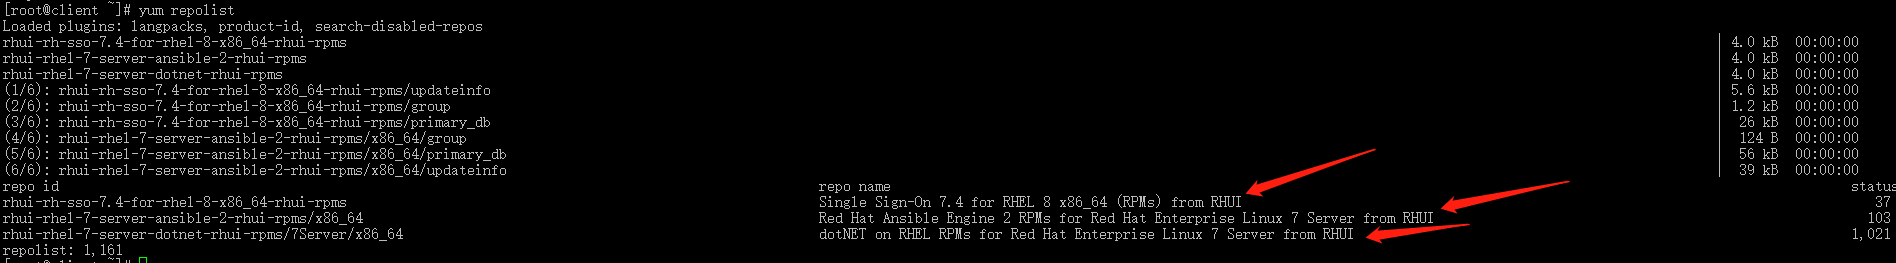 [root@client ~]# yum repolist
Loaded plugins: langpacks, product-id, search-disabled-repos
rhui-rh-sso-7.4-for-rhel-8-x86_64-rhui-rpms | 4.0 kB 00:00:00
rhui-rhel-7-server-ansible-2-rhui-rpms | 4.0 kB 00:00:00
rhui-rhel-7-server-dotnet-rhui-rpms | 4.0 kB 00:00:00
(1/6): rhui-rh-sso-7.4-for-rhel-8-x86_64-rhui-rpms/updateinfo | 5.6 kB 00:00:00
(2/6): rhui-rh-sso-7.4-for-rhel-8-x86_64-rhui-rpms/group | 1.2 kB 00:00:00
(3/6): rhui-rh-sso-7.4-for-rhel-8-x86_64-rhui-rpms/primary_db | 26 kB 00:00:00
(4/6): rhui-rhel-7-server-ansible-2-rhui-rpms/x86_64/group | 124 B 00:00:00
(5/6): rhui-rhel-7-server-ansible-2-rhui-rpms/x86_64/primary_db | 56 kB 00:00:00
(6/6): rhui-rhel-7-server-ansible-2-rhui-rpms/x86_64/updateinfo | 39 kB 00:00:00
repo id repo name status
rhui-rh-sso-7.4-for-rhel-8-x86_64-rhui-rpms Single Sign-On 7.4 for RHEL 8 x86_64 (RPMs) from RHUI 37
rhui-rhel-7-server-ansible-2-rhui-rpms/x86_64 Red Hat Ansible Engine 2 RPMs for Red Hat Enterprise Linux 7 Server from RHUI 103
rhui-rhel-7-server-dotnet-rhui-rpms/7Server/x86_64 dotNET on RHEL RPMs for Red Hat Enterprise Linux 7 Server from RHUI 1,021
repolist: 1,161
[root@client ~]#